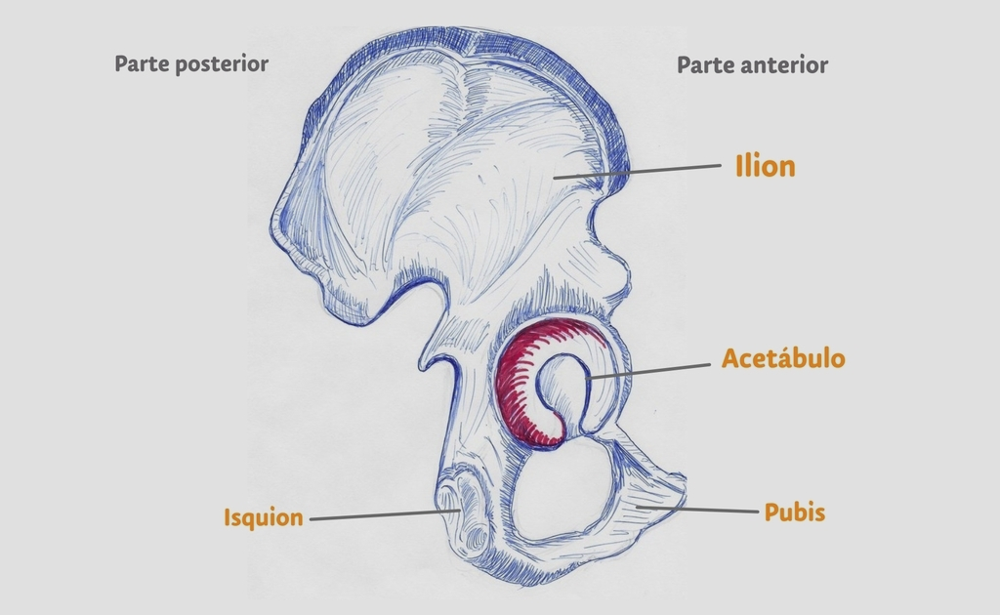 Parte posterior
Parte anterior
Ilion
Acetábulo
Isquion
Pubis